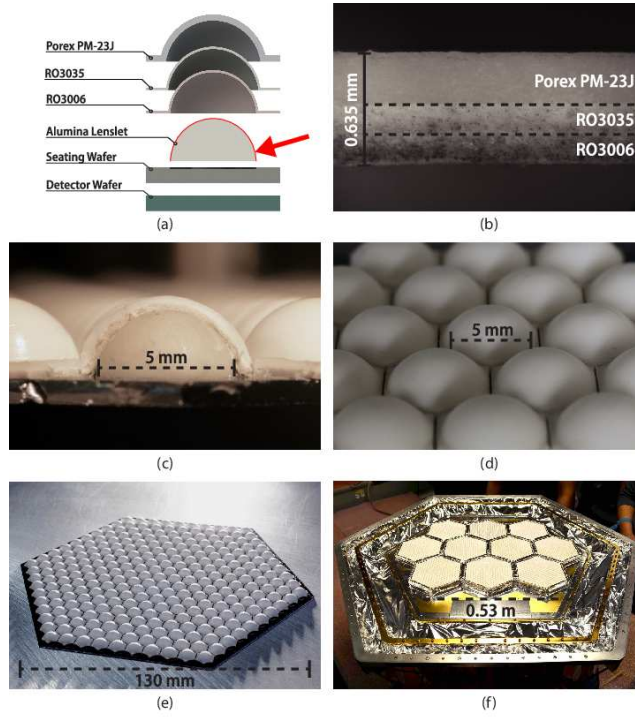 Porex PM-23J
RO3035
RO3006
Alumina Lenslet
Seating Wafer
Detector Wafer
(a)
0.635 mm
Porex PM-23J
RO3035
RO3006
(b)
5 mm
(c)
5 mm
(d)
130 mm
(e)
0.53 m
(f)